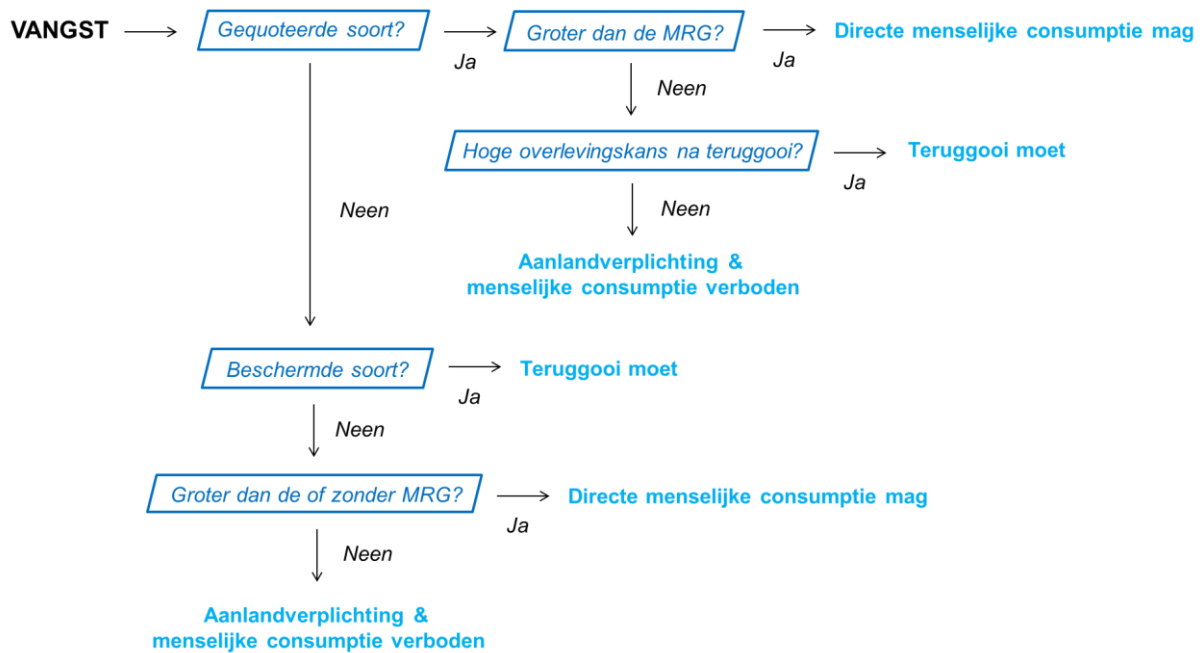 VANGST
Gequoteerde soort?
Ja
Groter dan de MRG?
Ja
Directe menselijke consumptie mag
Neen
Hoge overlevingskans na teruggooi?
Ja
Teruggooi moet
Neen
Neen
Aanlandverplichting &
menselijke consumptie verboden
Beschermde soort?
Ja
Teruggooi moet
Neen
Groter dan de of zonder MRG?
Ja
Directe menselijke consumptie mag
Neen
Aanlandverplichting &
menselijke consumptie verboden